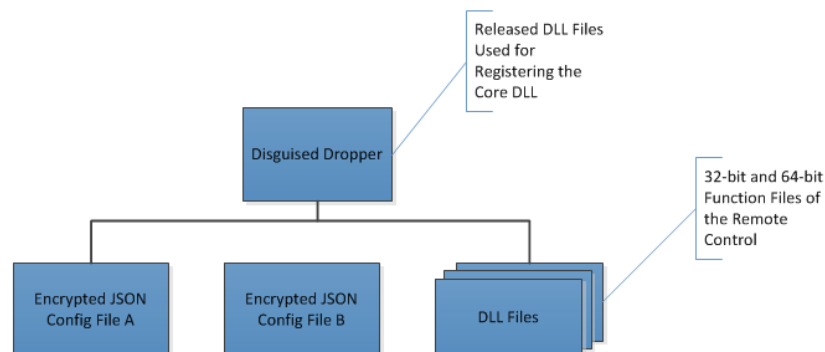 Released DLL Files
Used for
Registering the
Core DLL
Disguised Dropper
32-bit and 64-bit
Function Files of
the Remote
Control
Encrypted JSON
Config File A
Encrypted JSON
Config File B
DLL Files